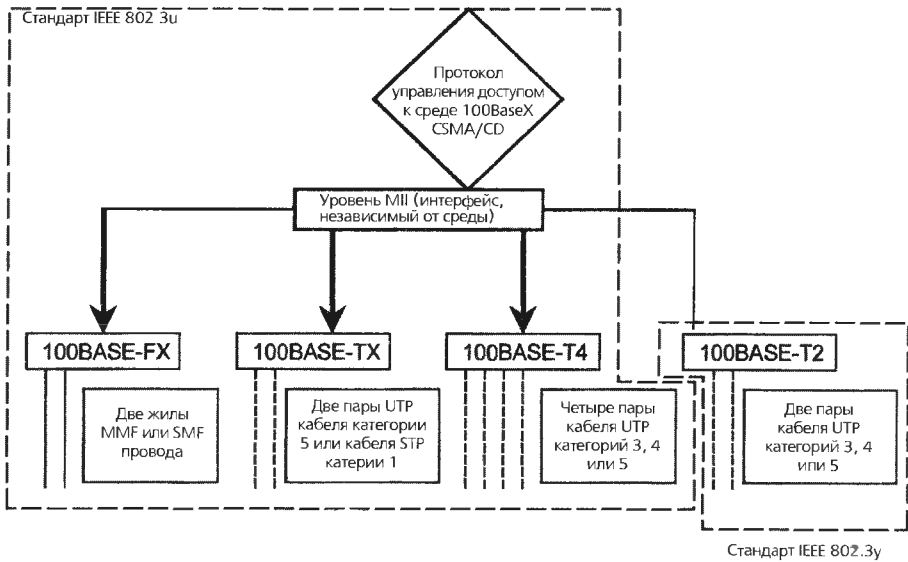 Стандарт IEEE 802 3u
Протокол
управления доступом
к среде 100BaseX
CSMA/CD
Уровень MII (интерфейс,
независимый от среды)
100BASE-FX
100BASE-TX
100BASE-T4
100BASE-T2
Две жилы
MMF или SMF
провода
Две пары UTP
кабеля категории
5 или кабеля STP
катерии 1
Четыре пары
кабеля UTP
категорий 3, 4
или 5
Две пары
кабеля UTP
категорий 3, 4
ипи 5
Стандарт IEEE 802.3y